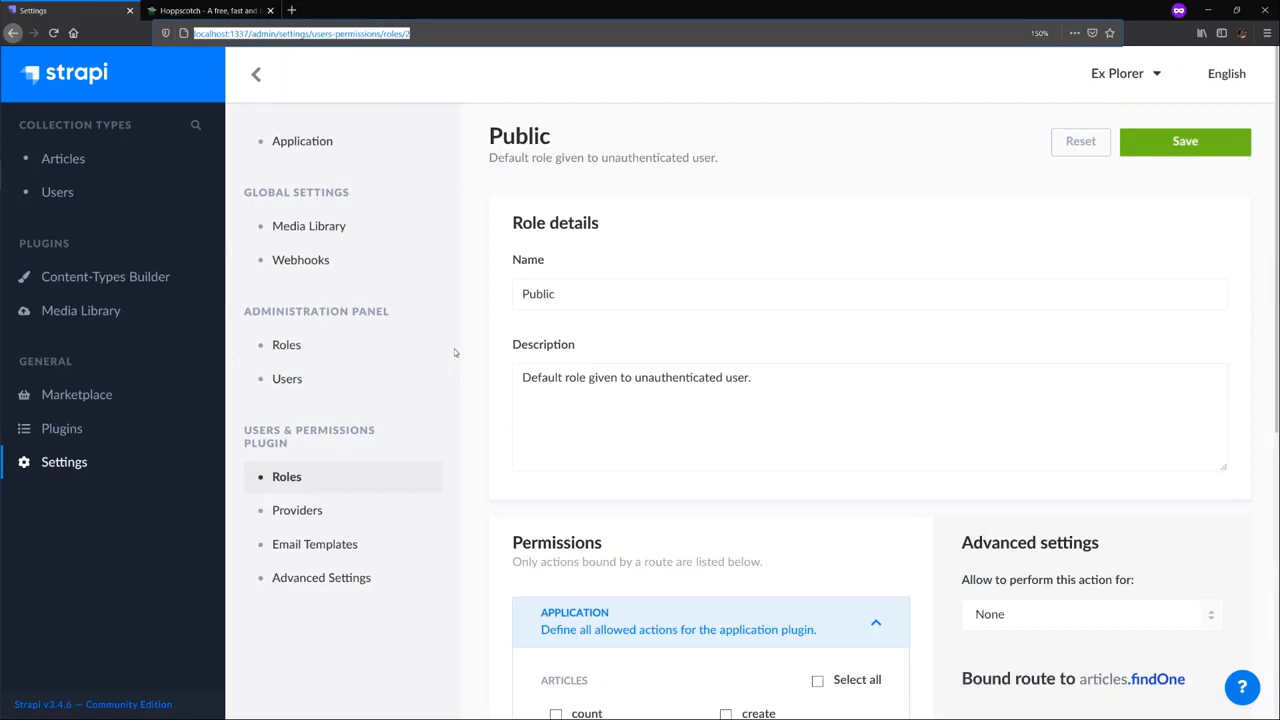 Settings
Hoppscotch - A free, fast and b
localhost:1337/admin/settings/users-permissions/roles/2
150%
strapi
Ex Plorer
English
COLLECTION TYPES
Articles
Users
PLUGINS
Content-Types Builder
Media Library
GENERAL
Marketplace
Plugins
Settings
Strapi v3.4.6 — Community Edition
Application
GLOBAL SETTINGS
Media Library
Webhooks
ADMINISTRATION PANEL
Roles
Users
USERS & PERMISSIONS
PLUGIN
Roles
Providers
Email Templates
Advanced Settings
Public
Default role given to unauthenticated user.
Reset
Save
Role details
Name
Public
Description
Default role given to unauthenticated user.
Permissions
Only actions bound by a route are listed below.
APPLICATION
Define all allowed actions for the application plugin.
ARTICLES
Select all
count
create
Advanced settings
Allow to perform this action for:
None
Bound route to articles.findOne
?